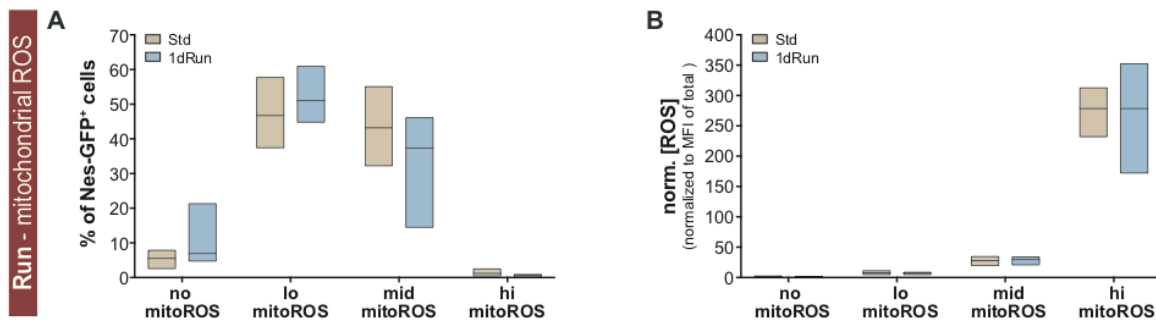 Run - mitochondrial ROS
A
% of Nes-GFP⁺ cells
70
60
50
40
30
20
10
0
Std
1dRun
no
mitoROS
lo
mitoROS
mid
mitoROS
hi
mitoROS
B
norm. [ROS]
(normalized to MFI of total )
400
350
300
250
200
150
100
50
0
Std
1dRun
no
mitoROS
lo
mitoROS
mid
mitoROS
hi
mitoROS